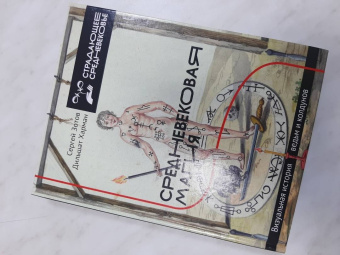 СТРАДАЮЩЕЕ
СРЕДНЕВЕКОВЬЕ
Сергей Зотов
Дильшат Харман
СРЕДНЕВЕКОВАЯ
МАГИЯ
Визуальная история
ведьм и колдунов